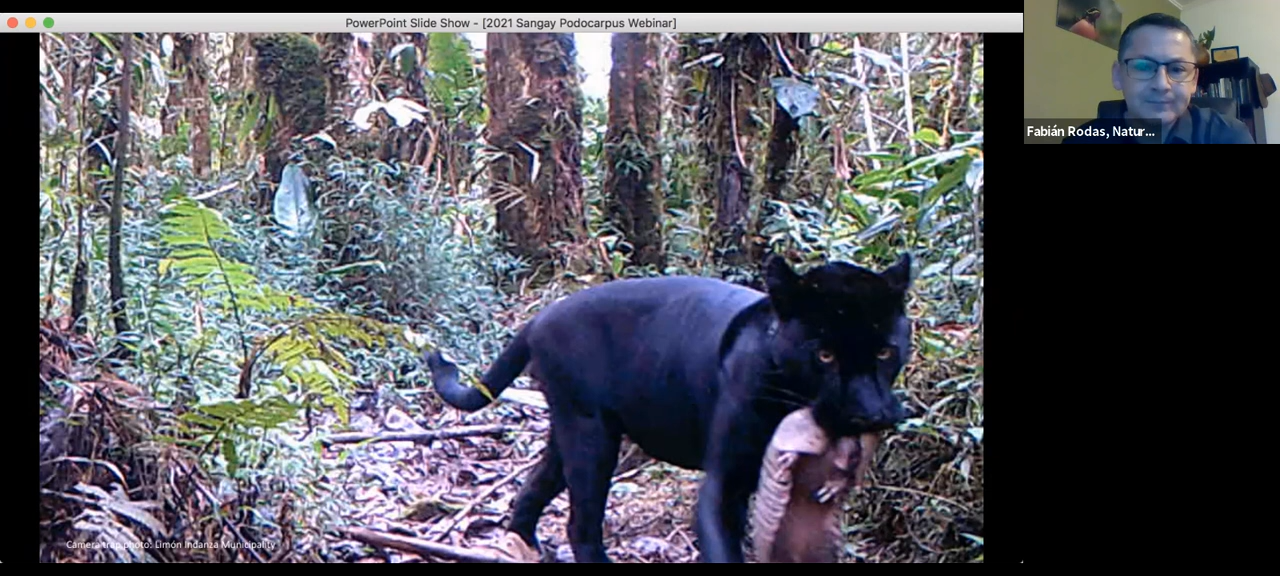 PowerPoint Slide Show - [2021 Sangay Podocarpus Webinar]
Fabián Rodas, Natur...
Camera trap photo: Limón Indanza Municipality